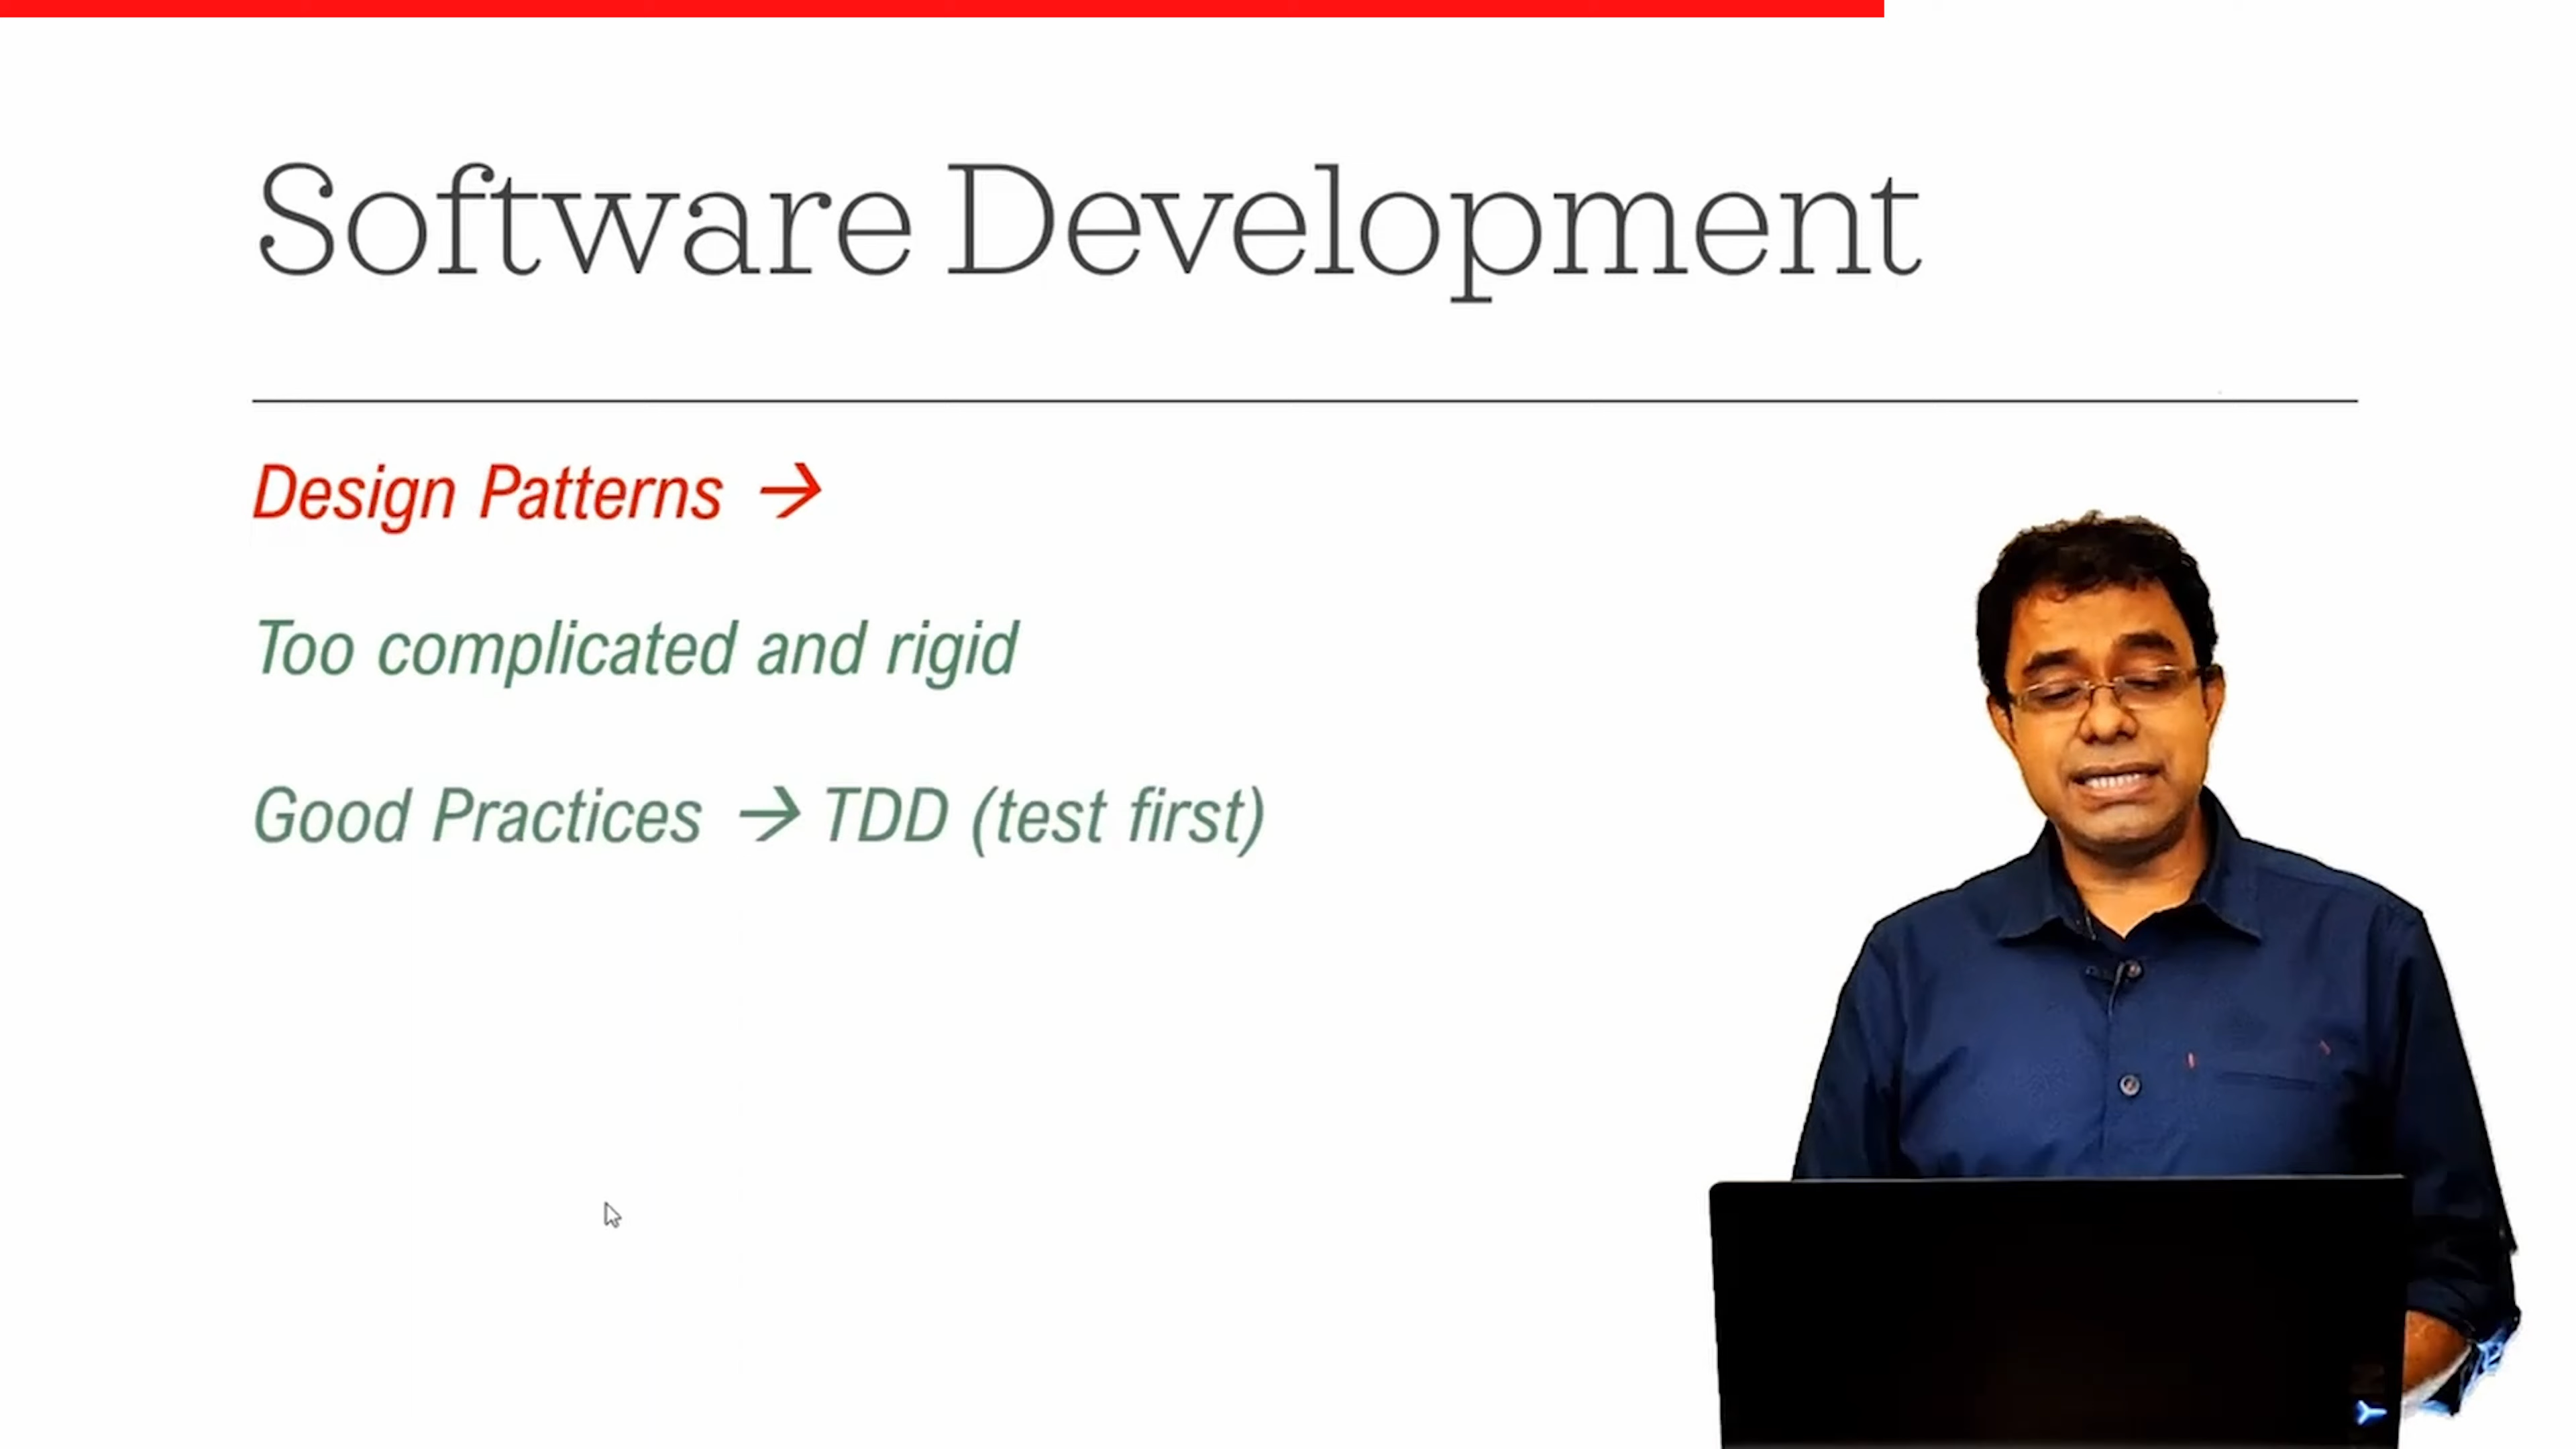 Software Development
Design Patterns →
Too complicated and rigid
Good Practices → TDD (test first)